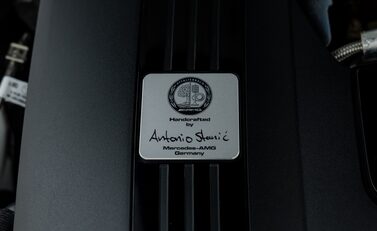 Handcrafted
by
Antonio Stanić
Mercedes-AMG
Germany